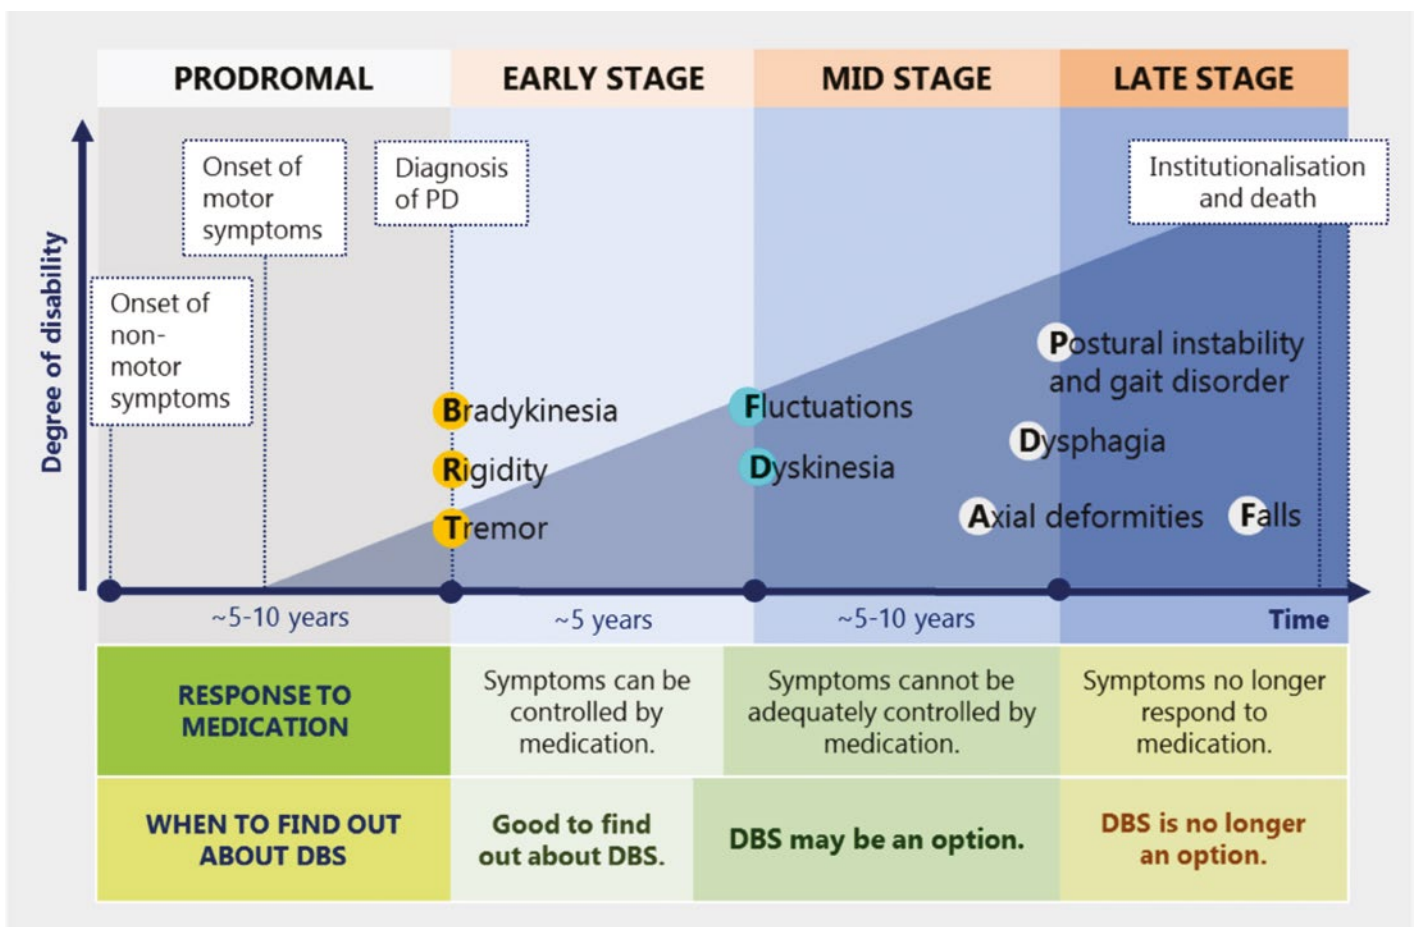 PRODROMAL
EARLY STAGE
MID STAGE
LATE STAGE
Degree of disability
Onset of
non-
motor
symptoms
Onset of
motor
symptoms
Diagnosis
of PD
Institutionalisation
and death
Bradykinesia
Rigidity
Tremor
Fluctuations
Dyskinesia
Postural instability
and gait disorder
Dysphagia
Axial deformities
Falls
~5-10 years
~5 years
~5-10 years
Time
RESPONSE TO
MEDICATION
Symptoms can be
controlled by
medication.
Symptoms cannot be
adequately controlled by
medication.
Symptoms no longer
respond to
medication.
WHEN TO FIND OUT
ABOUT DBS
Good to find
out about DBS.
DBS may be an option.
DBS is no longer
an option.